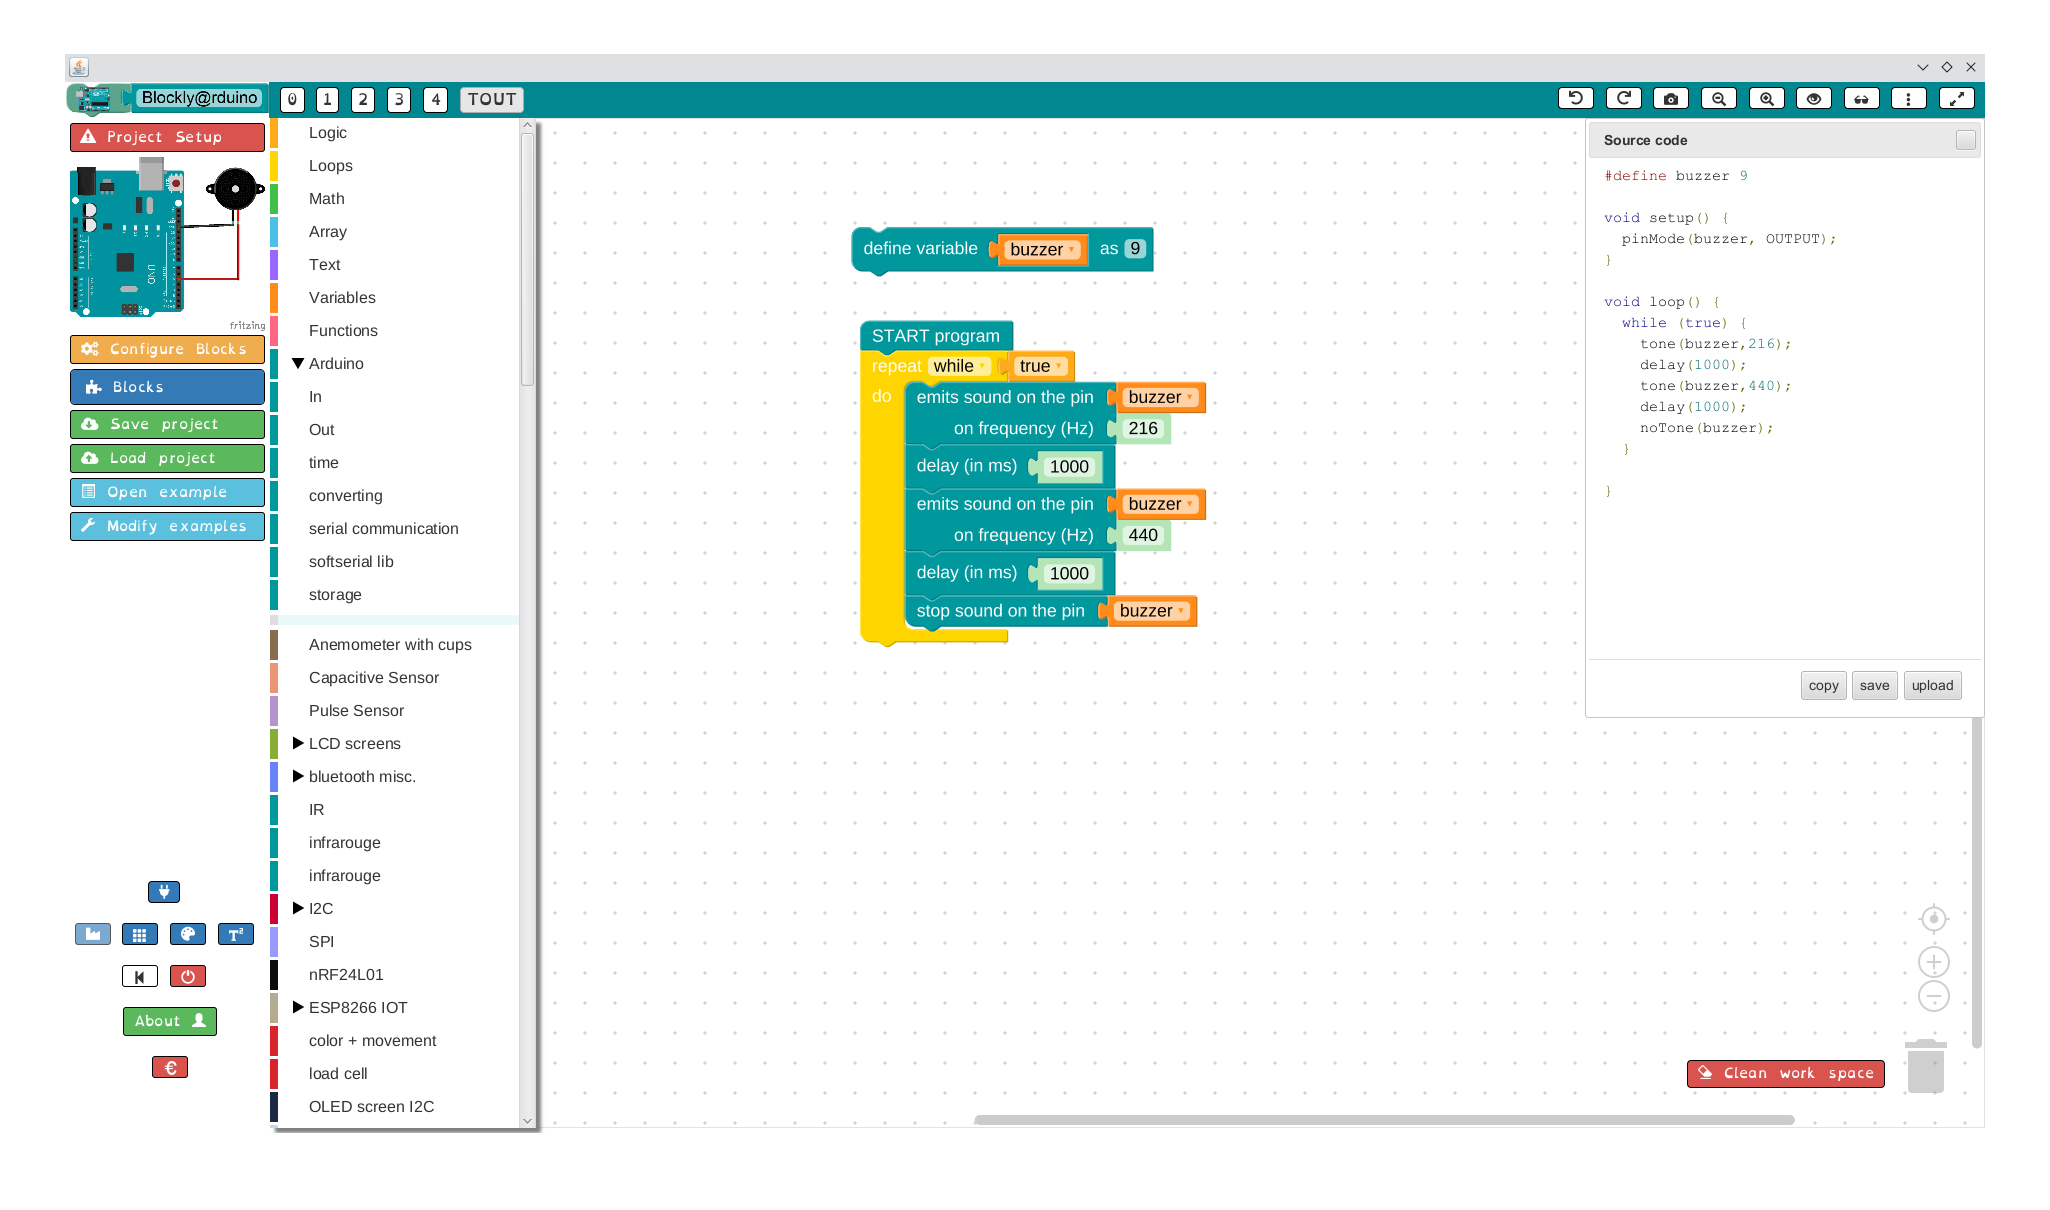 Blockly@rduino
0 1 2 3 4 TOUT
Project Setup
UNO
fritzing
Configure Blocks
Blocks
Save project
Load project
Open example
Modify examples
About
€
Logic
Loops
Math
Array
Text
Variables
Functions
Arduino
In
Out
time
converting
serial communication
softserial lib
storage
Anemometer with cups
Capacitive Sensor
Pulse Sensor
LCD screens
bluetooth misc.
IR
infrarouge
infrarouge
I2C
SPI
nRF24L01
ESP8266 IOT
color + movement
load cell
OLED screen I2C
define variable buzzer as 9
START program
repeat while true
do emits sound on the pin buzzer
on frequency (Hz) 216
delay (in ms) 1000
emits sound on the pin buzzer
on frequency (Hz) 440
delay (in ms) 1000
stop sound on the pin buzzer
Source code
#define buzzer 9
void setup() {
pinMode(buzzer, OUTPUT);
}
void loop() {
while (true) {
tone(buzzer,216);
delay(1000);
tone(buzzer,440);
delay(1000);
noTone(buzzer);
}
}
copy save upload
Clean work space